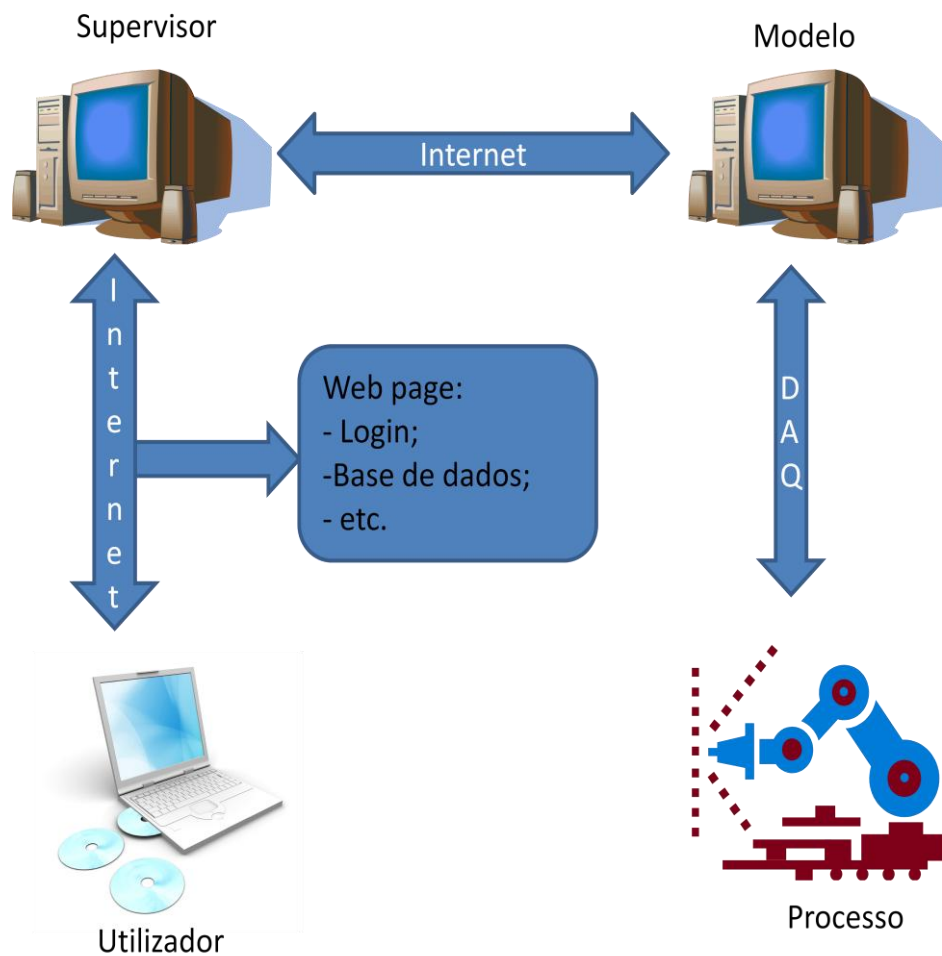 Supervisor
Modelo
Internet
Internet
Web page:
- Login;
-Base de dados;
- etc.
DAQ
Utilizador
Processo